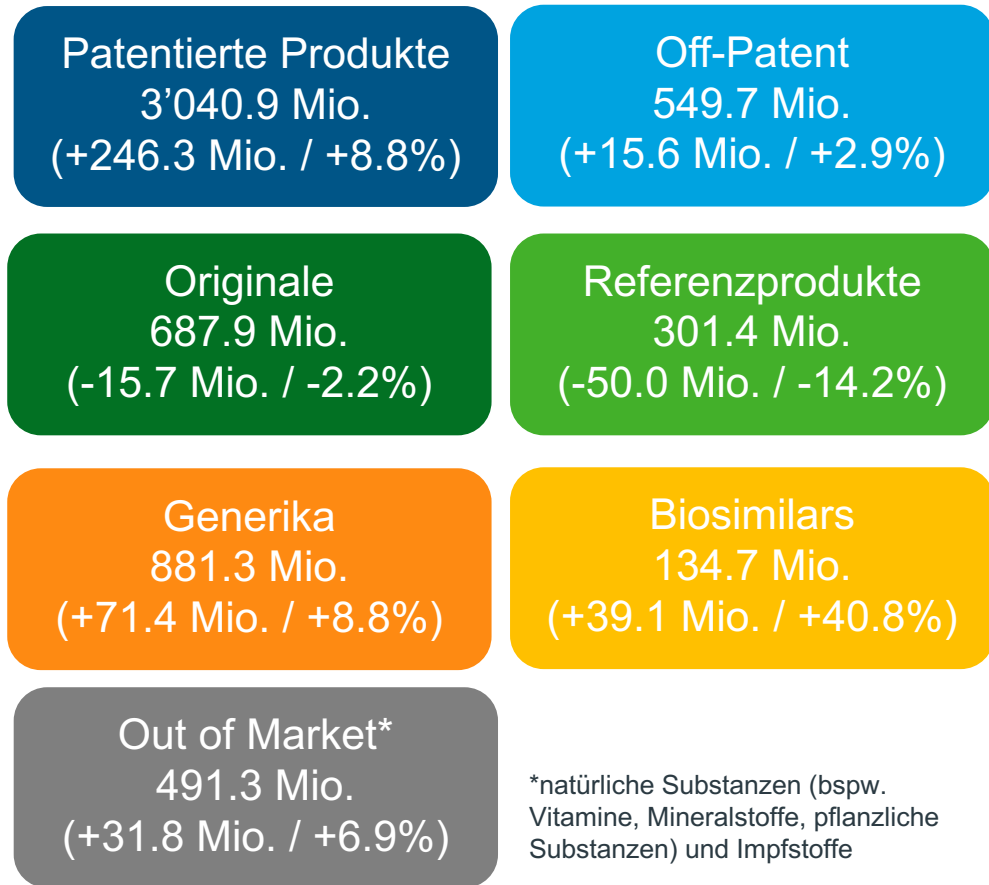 Patentierte Produkte
3’040.9 Mio.
(+246.3 Mio. / +8.8%)
Off-Patent
549.7 Mio.
(+15.6 Mio. / +2.9%)
Originale
687.9 Mio.
(-15.7 Mio. / -2.2%)
Referenzprodukte
301.4 Mio.
(-50.0 Mio. / -14.2%)
Generika
881.3 Mio.
(+71.4 Mio. / +8.8%)
Biosimilars
134.7 Mio.
(+39.1 Mio. / +40.8%)
Out of Market*
491.3 Mio.
(+31.8 Mio. / +6.9%)
*natürliche Substanzen (bspw.
Vitamine, Mineralstoffe, pflanzliche
Substanzen) und Impfstoffe